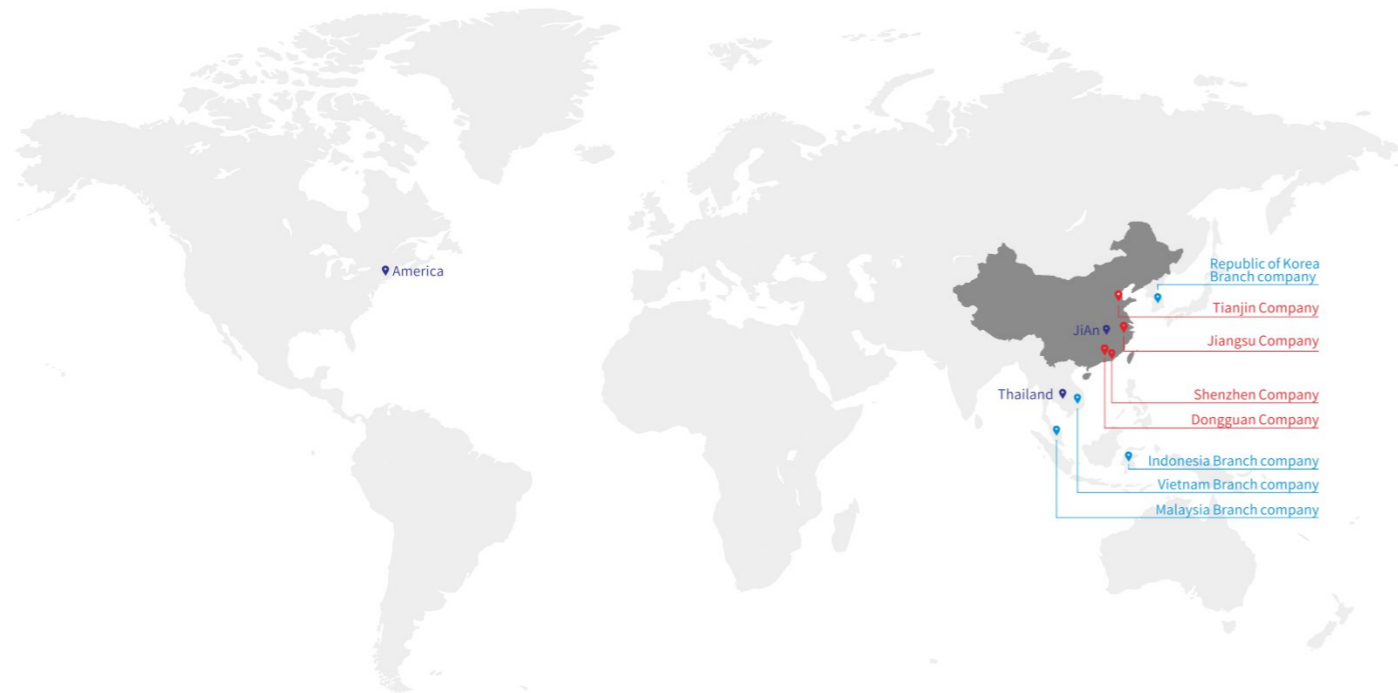 America
Republic of Korea
Branch company
Tianjin Company
JiAn
Jiangsu Company
Thailand
Shenzhen Company
Dongguan Company
Indonesia Branch company
Vietnam Branch company
Malaysia Branch company